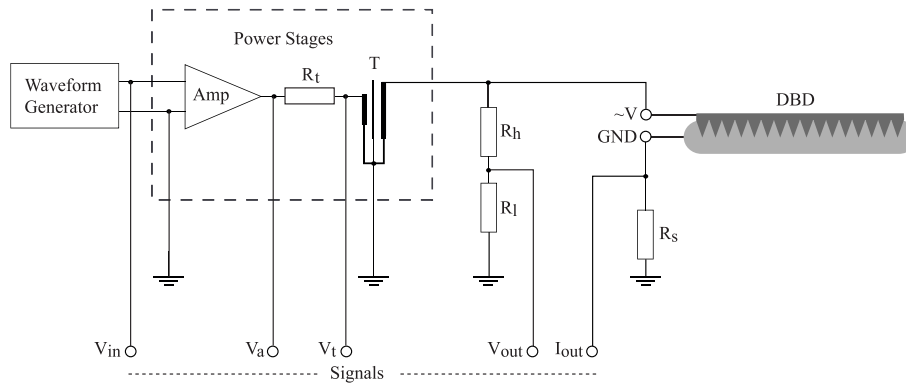 Power Stages
Waveform
Generator
Amp
Rt
T
Rh
Rl
~V
GND
DBD
Rs
Vin
Va
Vt
Vout
Iout
Signals